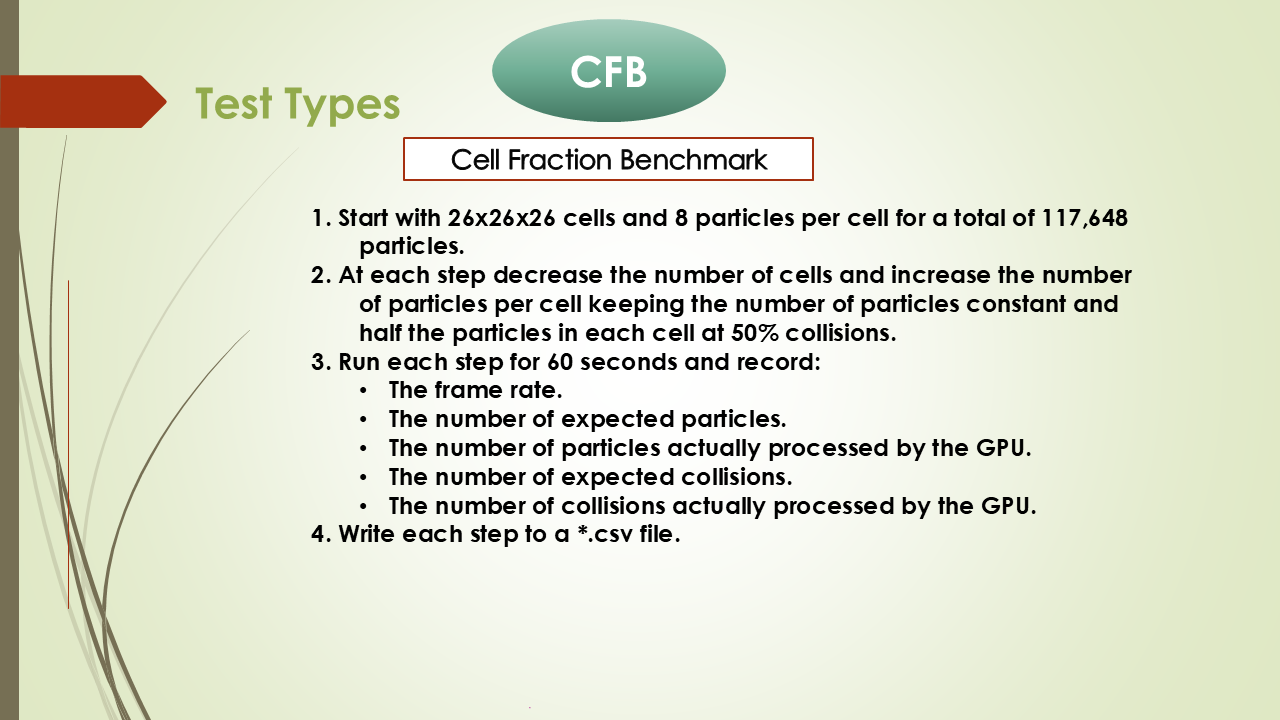 CFB
Test Types
Cell Fraction Benchmark
1. Start with 26x26x26 cells and 8 particles per cell for a total of 117,648
particles.
2. At each step decrease the number of cells and increase the number
of particles per cell keeping the number of particles constant and
half the particles in each cell at 50% collisions.
3. Run each step for 60 seconds and record:
• The frame rate.
• The number of expected particles.
• The number of particles actually processed by the GPU.
• The number of expected collisions.
• The number of collisions actually processed by the GPU.
4. Write each step to a *.csv file.